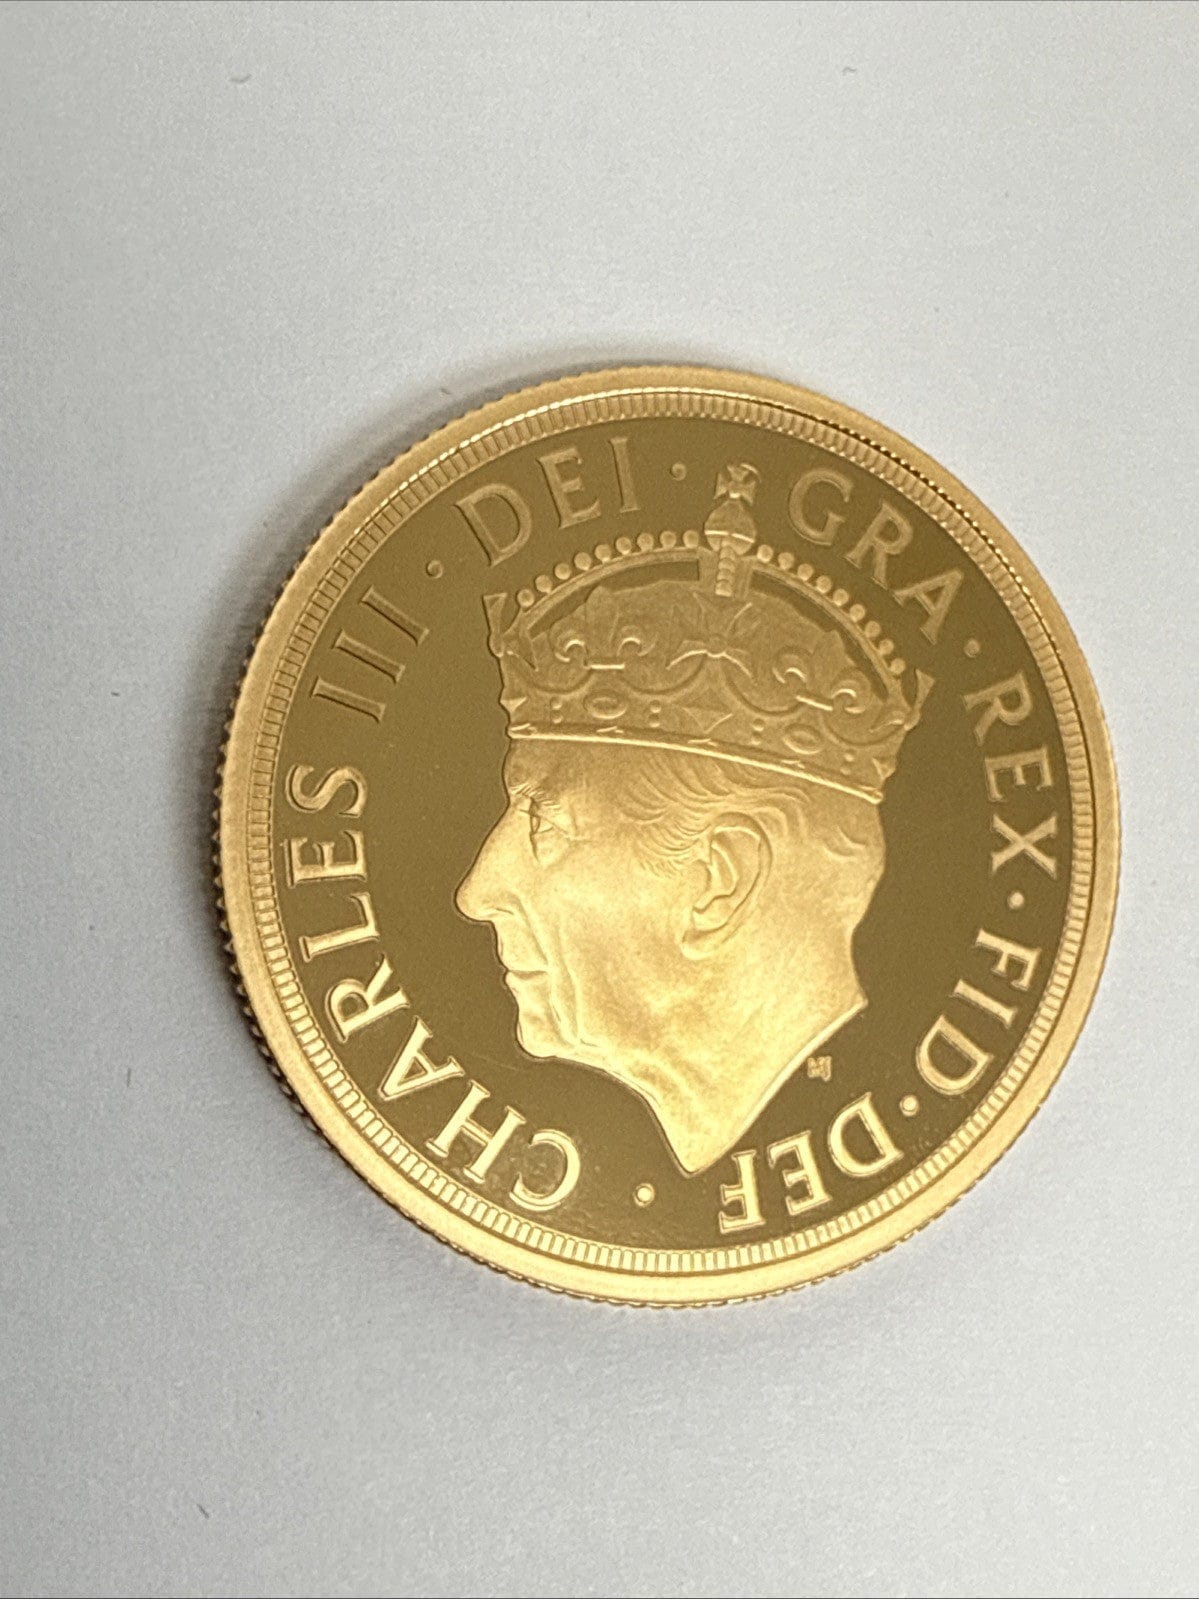 · CHARLES III · DEI · GRA · REX · FID · DEF
MJ